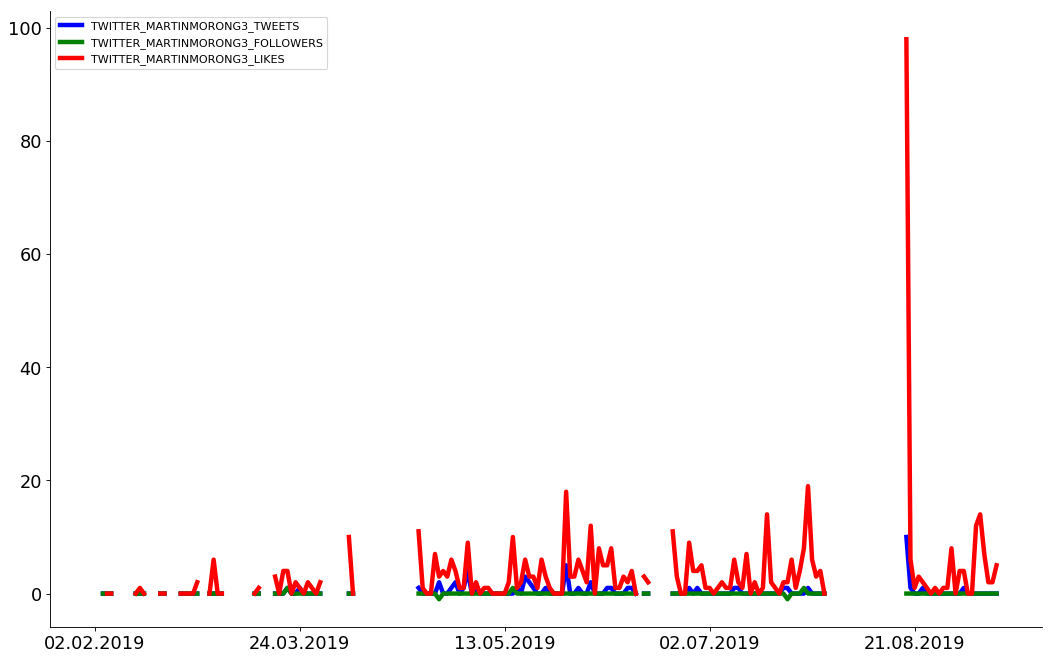 TWITTER_MARTINMORONG3_TWEETS
TWITTER_MARTINMORONG3_FOLLOWERS
TWITTER_MARTINMORONG3_LIKES
100
80
60
40
20
0
02.02.2019 24.03.2019 13.05.2019 02.07.2019 21.08.2019